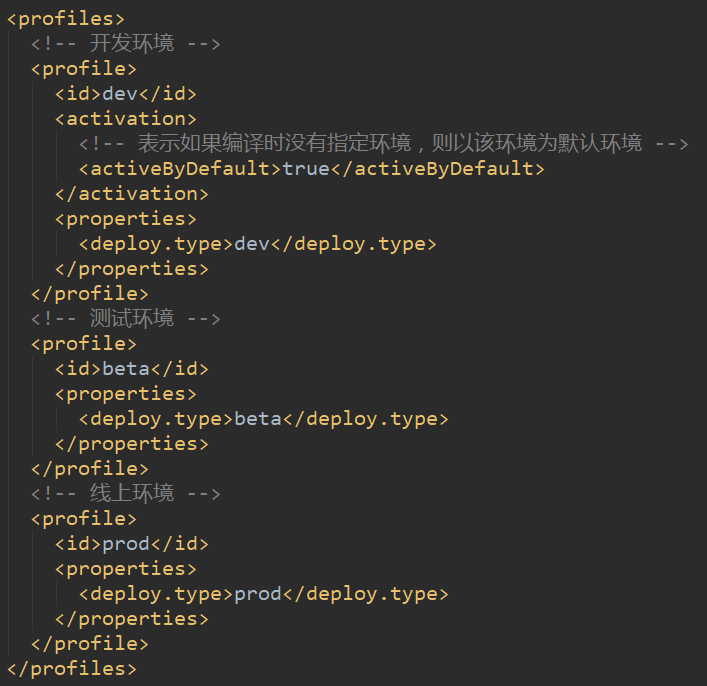 <profiles>
<!-- 开发环境 -->
<profile>
<id>dev</id>
<activation>
<!-- 表示如果编译时没有指定环境，则以该环境为默认环境 -->
<activeByDefault>true</activeByDefault>
</activation>
<properties>
<deploy.type>dev</deploy.type>
</properties>
</profile>
<!-- 测试环境 -->
<profile>
<id>beta</id>
<properties>
<deploy.type>beta</deploy.type>
</properties>
</profile>
<!-- 线上环境 -->
<profile>
<id>prod</id>
<properties>
<deploy.type>prod</deploy.type>
</properties>
</profile>
</profiles>